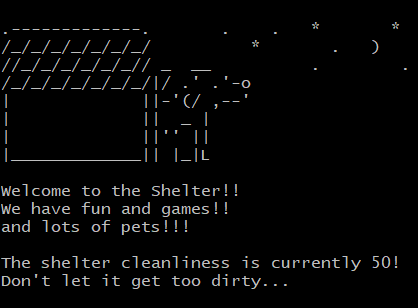 Welcome to the Shelter!!
We have fun and games!!
and lots of pets!!!
The shelter cleanliness is currently 50!
Don't let it get too dirty...